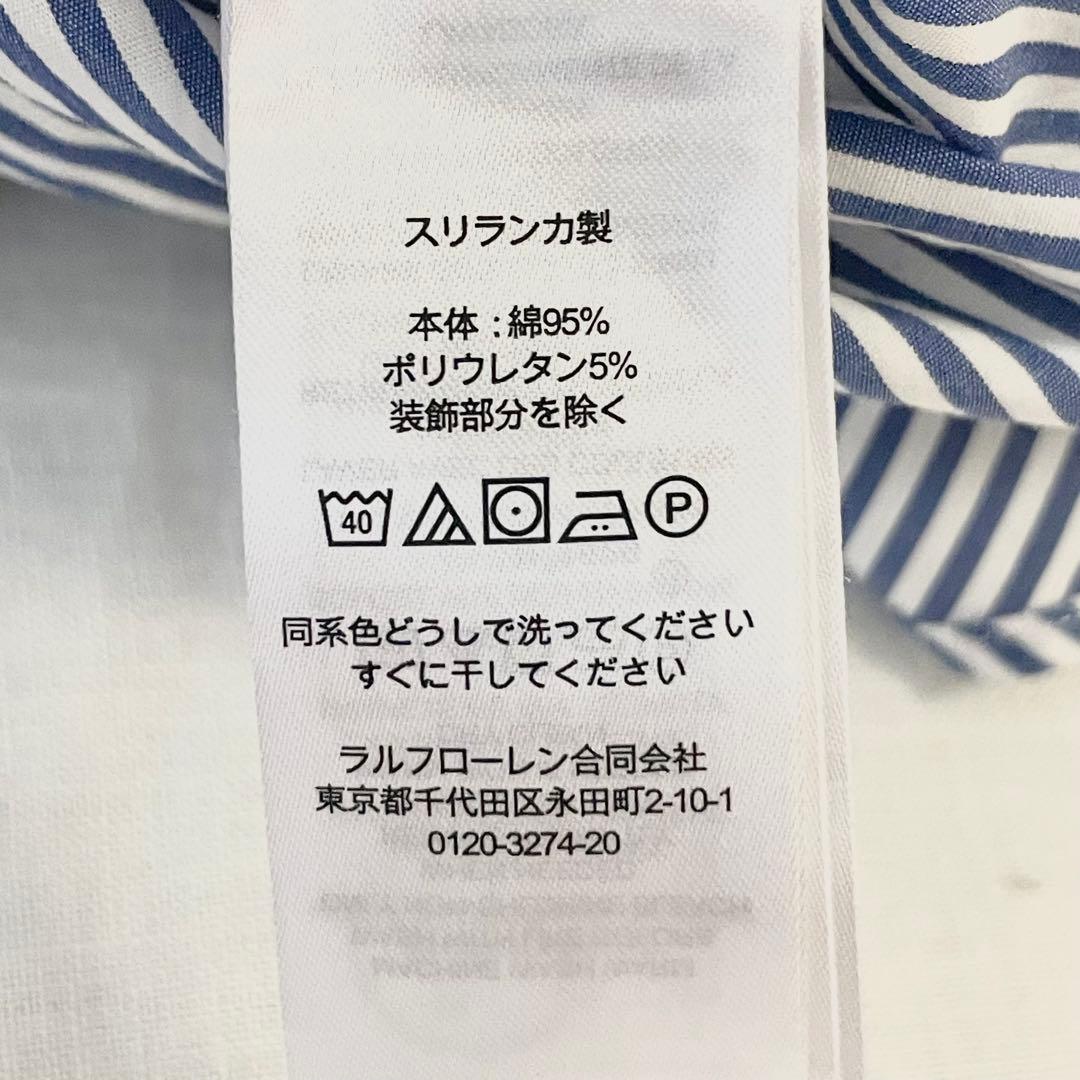 スリランカ製
本体 : 綿95%
ポリウレタン5%
装飾部分を除く
40 P
同系色どうしで洗ってください
すぐに干してください
ラルフローレン合同会社
東京都千代田区永田町2-10-1
0120-3274-20